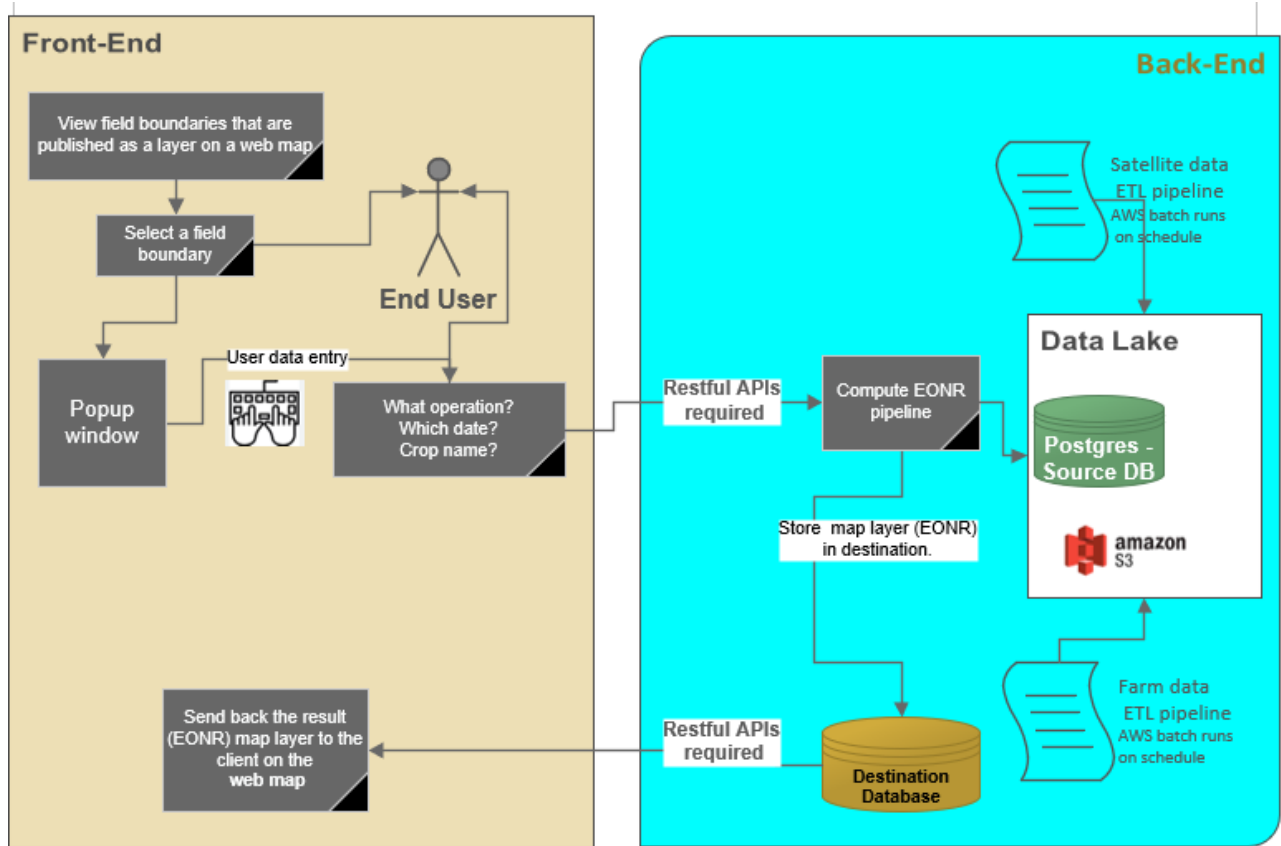 Front-End
View field boundaries that are
published as a layer on a web map
Select a field
boundary
End User
Popup
window
User data entry
What operation?
Which date?
Crop name?
Send back the result
(EONR) map layer to the
client on the
web map
Restful APIs
required
Restful APIs
required
Back-End
Satellite data
ETL pipeline
AWS batch runs
on schedule
Compute EONR
pipeline
Data Lake
Postgres -
Source DB
amazon
S3
Store map layer (EONR)
in destination.
Destination
Database
Farm data
ETL pipeline
AWS batch runs
on schedule